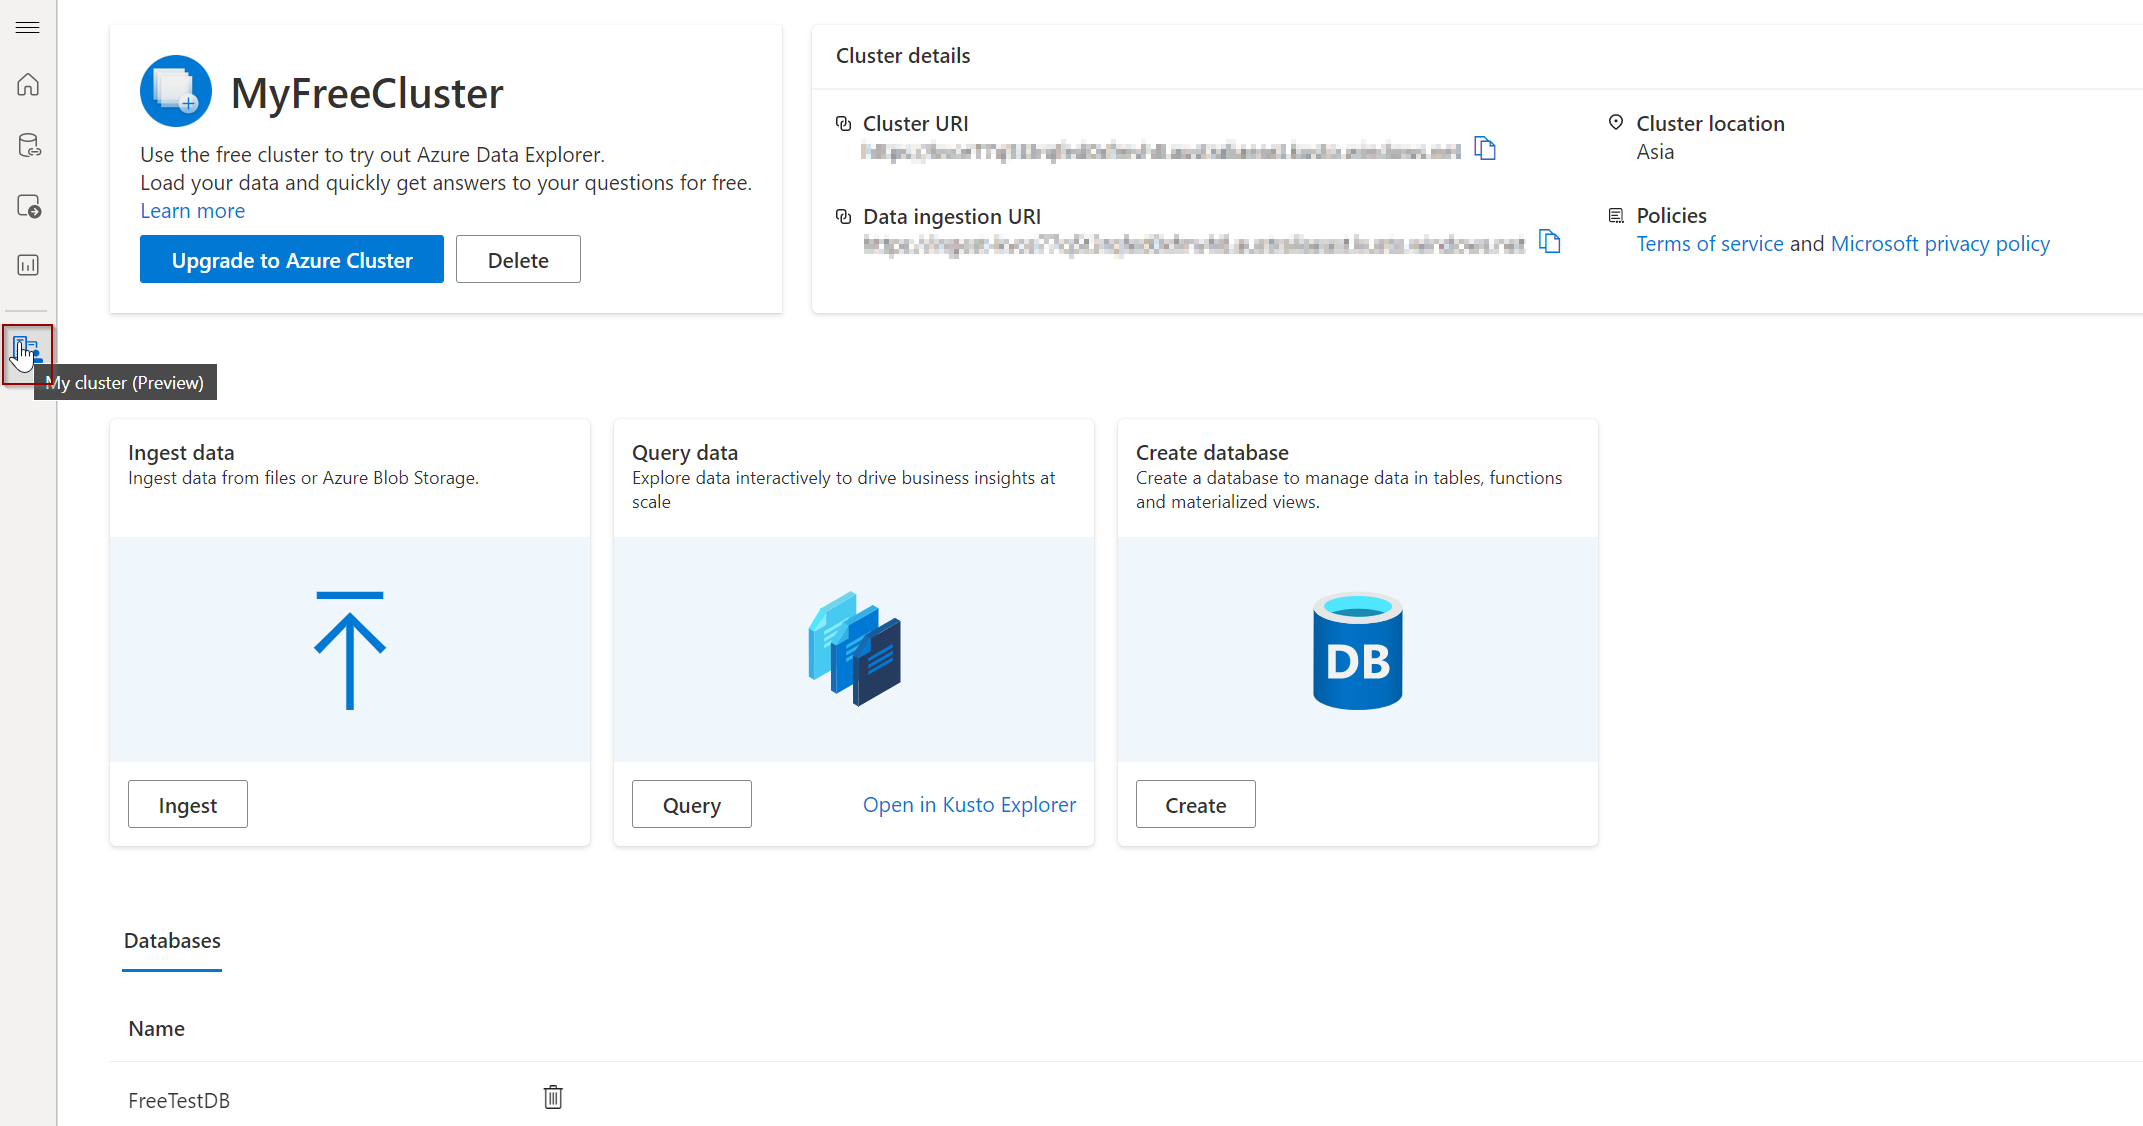 MyFreeCluster
Use the free cluster to try out Azure Data Explorer.
Load your data and quickly get answers to your questions for free.
Learn more
Upgrade to Azure Cluster
Delete
Cluster details
Cluster URI
Cluster location
Asia
Data ingestion URI
Policies
Terms of service and Microsoft privacy policy
My cluster (Preview)
Ingest data
Ingest data from files or Azure Blob Storage.
Ingest
Query data
Explore data interactively to drive business insights at
scale
Query
Open in Kusto Explorer
Create database
Create a database to manage data in tables, functions
and materialized views.
DB
Create
Databases
Name
FreeTestDB